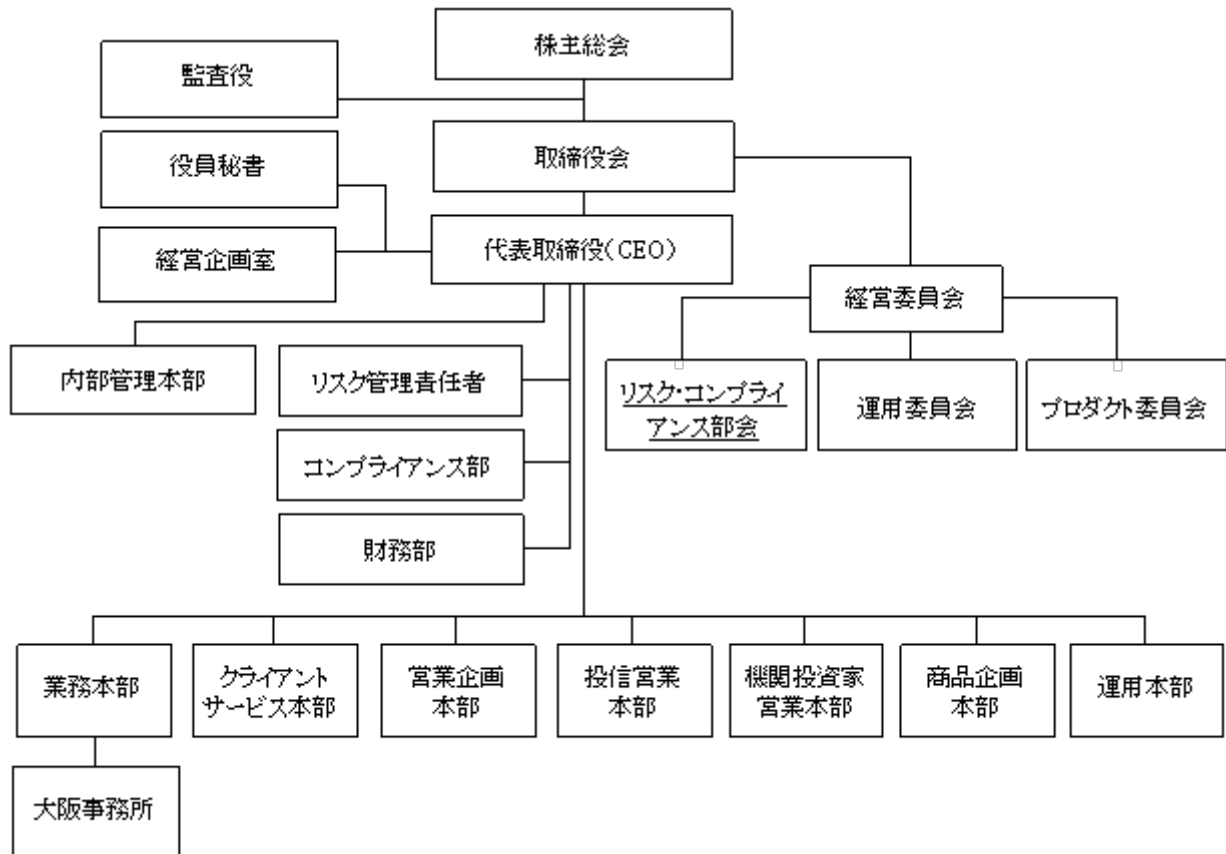 株主総会
監査役
取締役会
役員秘書
代表取締役(CEO)
経営企画室
経営委員会
内部管理本部
リスク管理責任者
リスク・コンプライ
アンス部会
運用委員会
プロダクト委員会
コンプライアンス部
財務部
業務本部
クライアント
サービス本部
営業企画
本部
投信営業
本部
機関投資家
営業本部
商品企画
本部
運用本部
大阪事務所